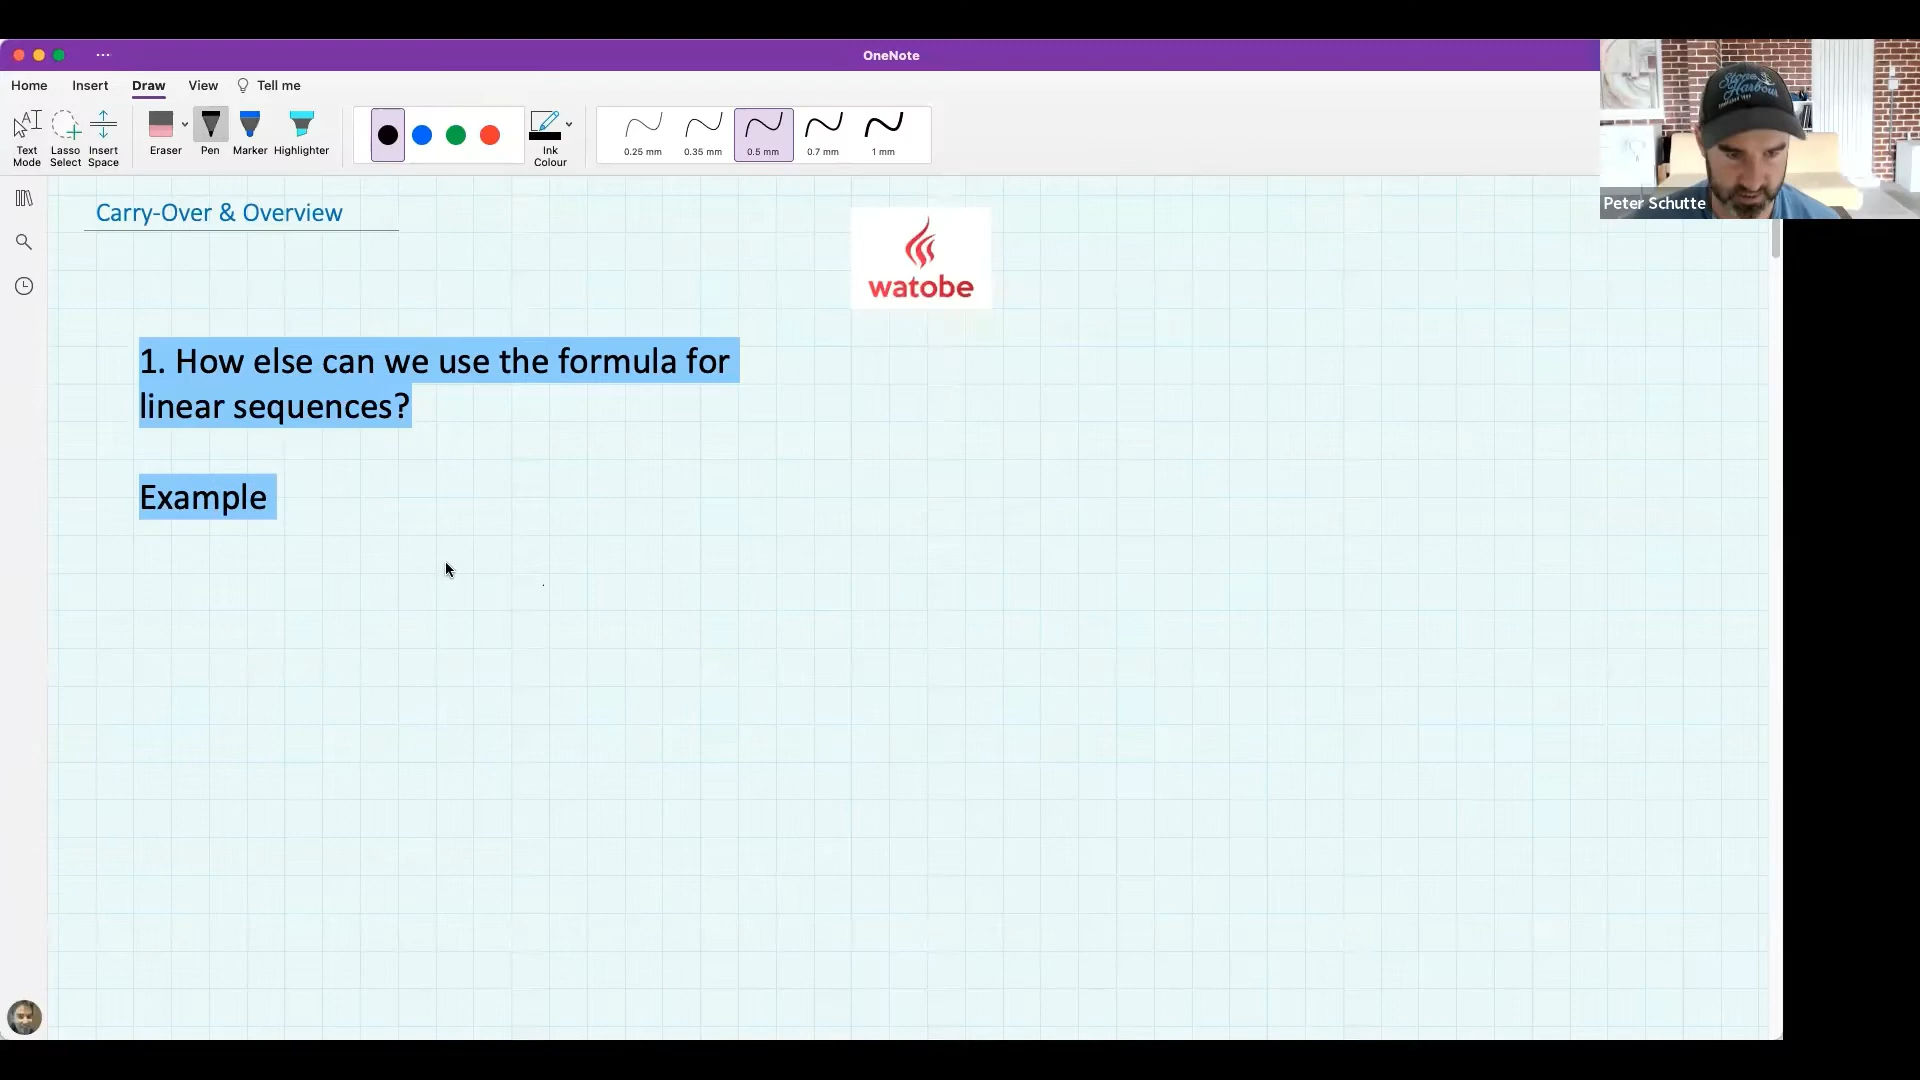 OneNote
Home Insert Draw View Tell me
Text Mode
Lasso Select
Insert Space
Eraser
Pen
Marker
Highlighter
Ink Colour
0.25 mm
0.35 mm
0.5 mm
0.7 mm
1 mm
Peter Schutte
Carry-Over & Overview
watobe
1. How else can we use the formula for
linear sequences?
Example